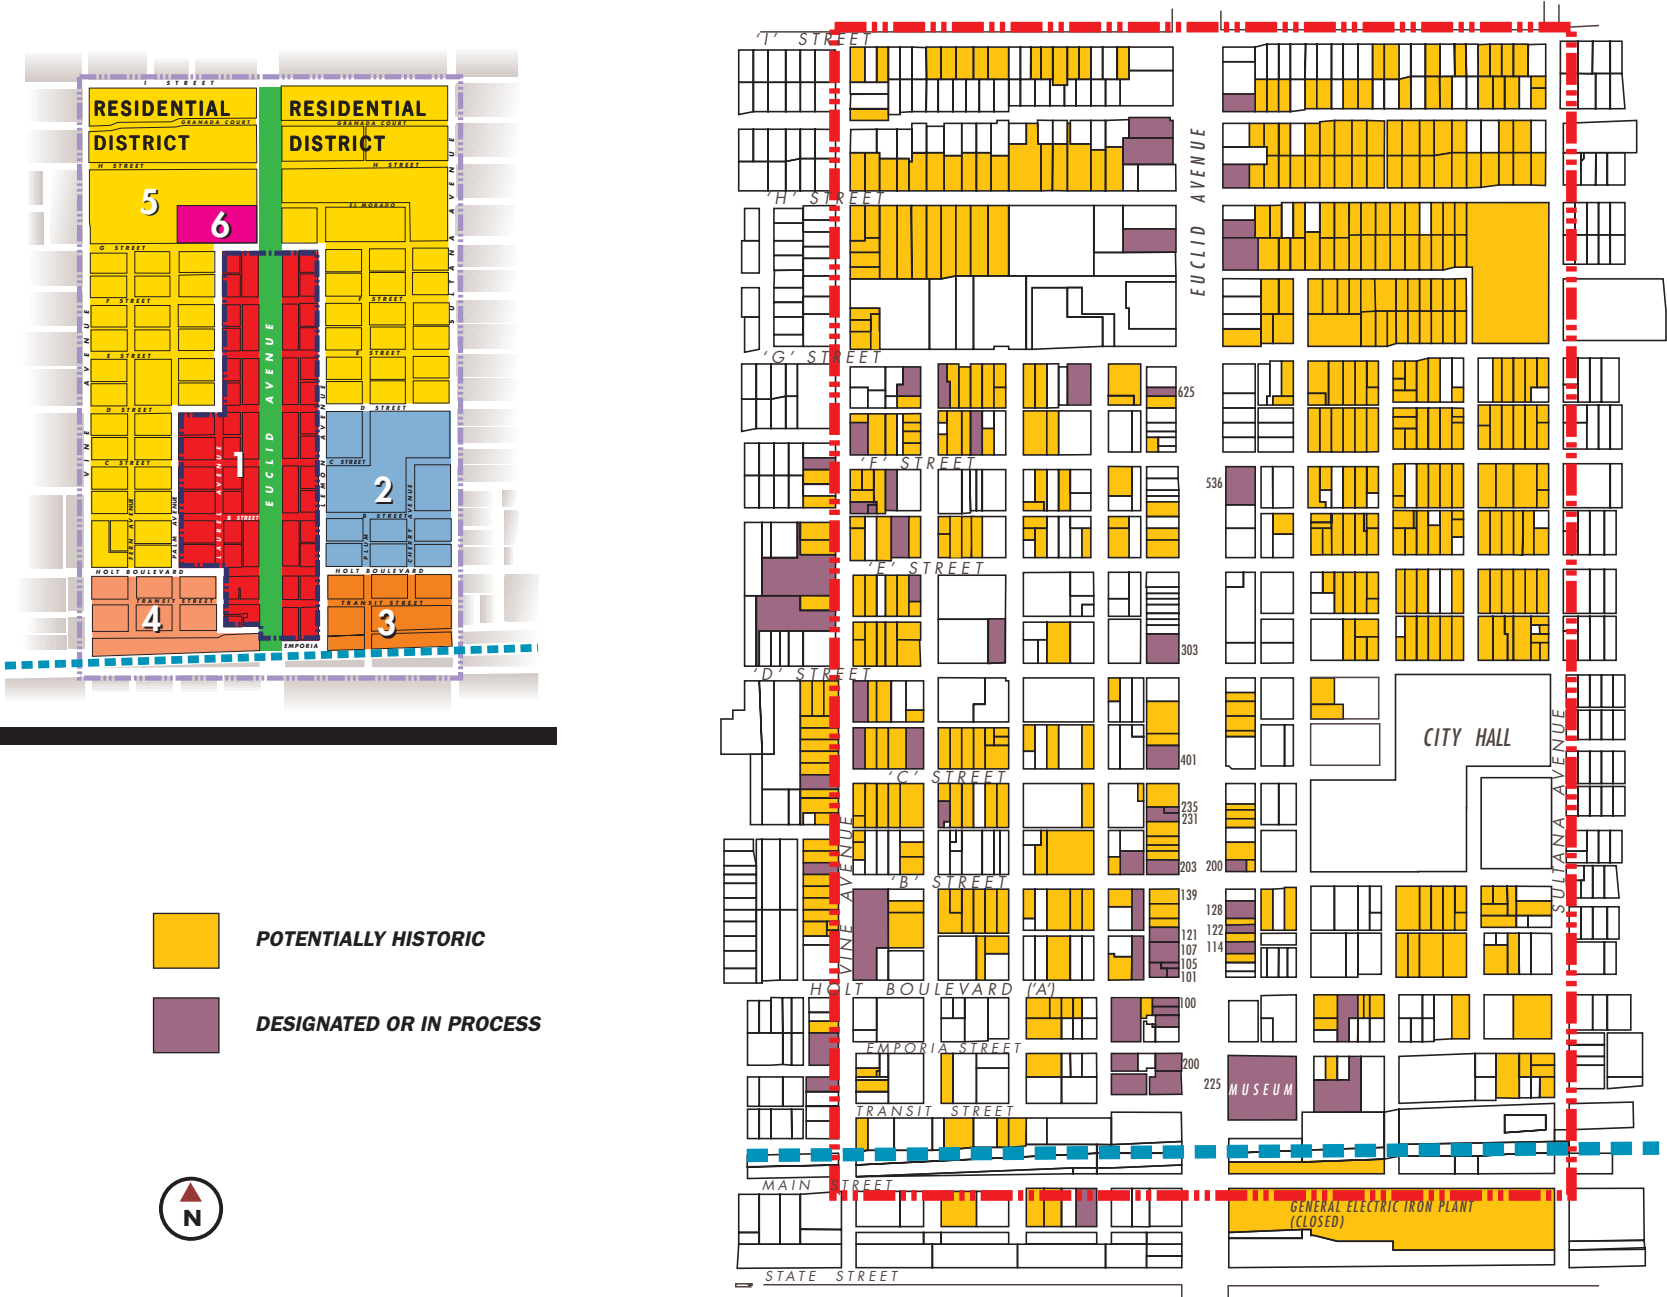 I STREET
RESIDENTIAL
RESIDENTIAL
GRANADA COURT
GRANADA COURT
DISTRICT
DISTRICT
H STREET
H STREET
5
6
EL MORADO
G STREET
SULTANA AVENUE
F STREET
F STREET
VINE AVENUE
EUCLID AVENUE
E STREET
E STREET
D STREET
D STREET
LEMON AVENUE
C STREET
C STREET
1
2
LAUREL AVENUE
FERN AVENUE
PALM AVENUE
B STREET
B STREET
PLUM
CHERRY AVENUE
HOLT BOULEVARD
HOLT BOULEVARD
TRANSIT STREET
TRANSIT STREET
4
3
EMPORIA
POTENTIALLY HISTORIC
DESIGNATED OR IN PROCESS
N
'I' STREET
EUCLID AVENUE
'H' STREET
'G' STREET
625
'F' STREET
536
'E' STREET
303
'D' STREET
CITY HALL
SULTANA AVENUE
401
'C' STREET
235
231
VINE AVENUE
203
200
'B' STREET
139
128
122
121
114
107
105
101
HOLT BOULEVARD ('A')
100
EMPORIA STREET
200
225
MUSEUM
TRANSIT STREET
MAIN STREET
GENERAL ELECTRIC IRON PLANT
(CLOSED)
STATE STREET